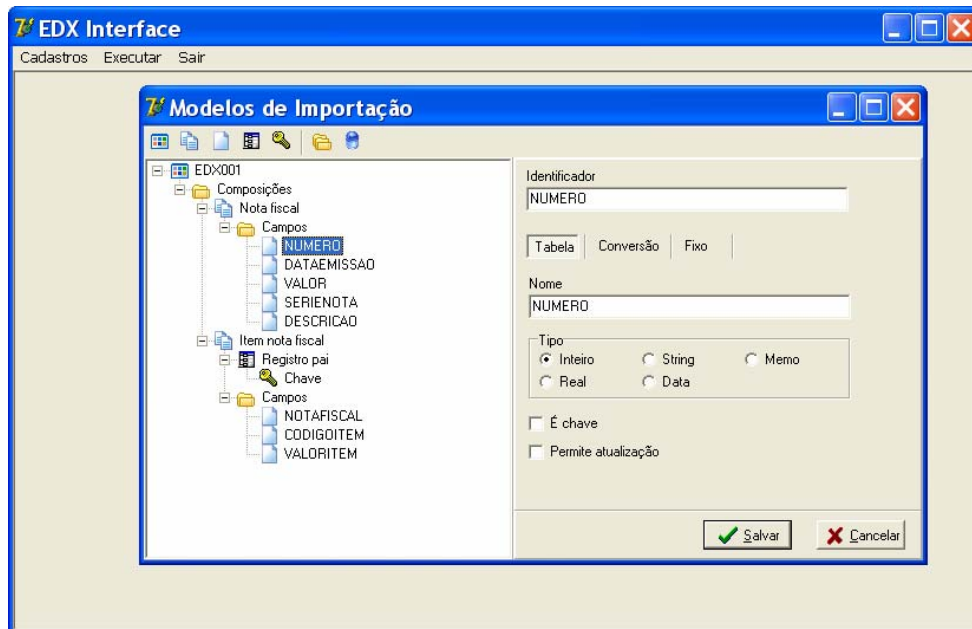 EDX Interface
Cadastros Executar Sair
Modelos de Importação
EDX001
Composições
Nota fiscal
Campos
NUMERO
DATAEMISSAO
VALOR
SERIENOTA
DESCRICAO
Item nota fiscal
Registro pai
Chave
Campos
NOTAFISCAL
CODIGOITEM
VALORITEM
Identificador
NUMERO
Tabela Conversão Fixo
Nome
NUMERO
Tipo
Inteiro String Memo
Real Data
É chave
Permite atualização
Salvar Cancelar